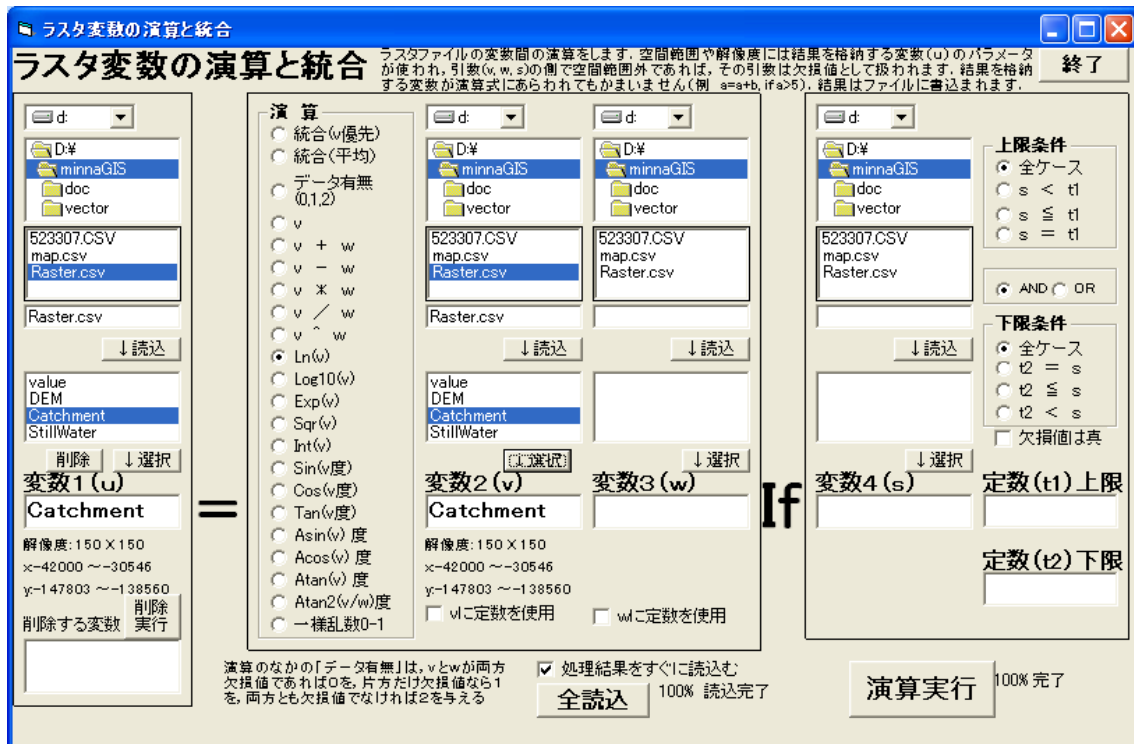 ラスタ変数の演算と統合
ラスタ変数の演算と統合
ラスタファイルの変数間の演算をします．空間範囲や解像度には結果を格納する変数(u)のパラメータ
が使われ，引数(v, w, s)の側で空間範囲外であれば，その引数は欠損値として扱われます．結果を格納
する変数が演算式にあらわれてもかまいません(例 a=a+b, if a>5)．結果はファイルに書込まれます．
終了
d:
D:¥
minnaGIS
doc
vector
523307.CSV
map.csv
Raster.csv
Raster.csv
↓読込
value
DEM
Catchment
StillWater
削除
↓選択
変数1(u)
Catchment
解像度:150×150
x:-42000 ～-30546
y:-147803 ～-138560
削除する変数
削除
実行
=
演 算
統合(v優先)
統合(平均)
データ有無
(0,1,2)
v
v + w
v - w
v * w
v / w
v ^ w
Ln(v)
Log10(v)
Exp(v)
Sqr(v)
Int(v)
Sin(v度)
Cos(v度)
Tan(v度)
Asin(v) 度
Acos(v) 度
Atan(v) 度
Atan2(v/w)度
一様乱数0-1
d:
D:¥
minnaGIS
doc
vector
523307.CSV
map.csv
Raster.csv
Raster.csv
↓読込
value
DEM
Catchment
StillWater
↓選択
変数2(v)
Catchment
解像度:150×150
x:-42000 ～-30546
y:-147803 ～-138560
vに定数を使用
d:
D:¥
minnaGIS
doc
vector
523307.CSV
map.csv
Raster.csv
↓読込
↓選択
変数3(w)
wに定数を使用
If
d:
D:¥
minnaGIS
doc
vector
523307.CSV
map.csv
Raster.csv
↓読込
↓選択
変数4(s)
上限条件
全ケース
s < t1
s ≦ t1
s = t1
AND
OR
下限条件
全ケース
t2 = s
t2 ≦ s
t2 < s
欠損値は真
定数(t1)上限
定数(t2)下限
演算のなかの「データ有無」は，vとwが両方
欠損値であれば0を，片方だけ欠損値なら1
を，両方とも欠損値でなければ2を与える
処理結果をすぐに読込む
全読込
100% 読込完了
演算実行
100% 完了